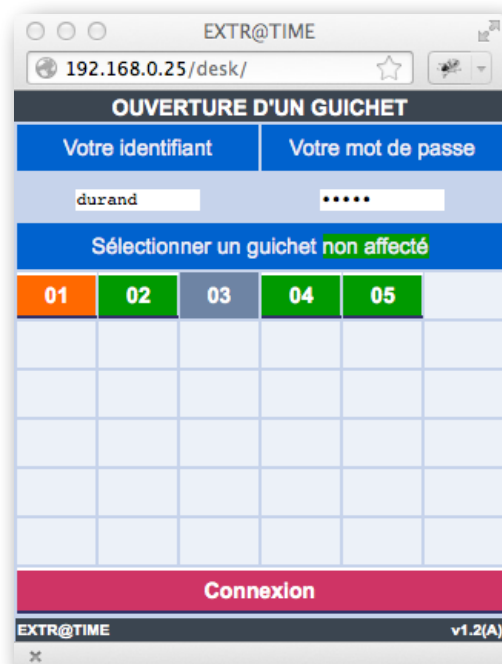 EXTR@TIME
192.168.0.25/desk/
OUVERTURE D'UN GUICHET
Votre identifiant Votre mot de passe
durand •••••
Sélectionner un guichet non affecté
01 02 03 04 05
Connexion
EXTR@TIME v1.2(A)